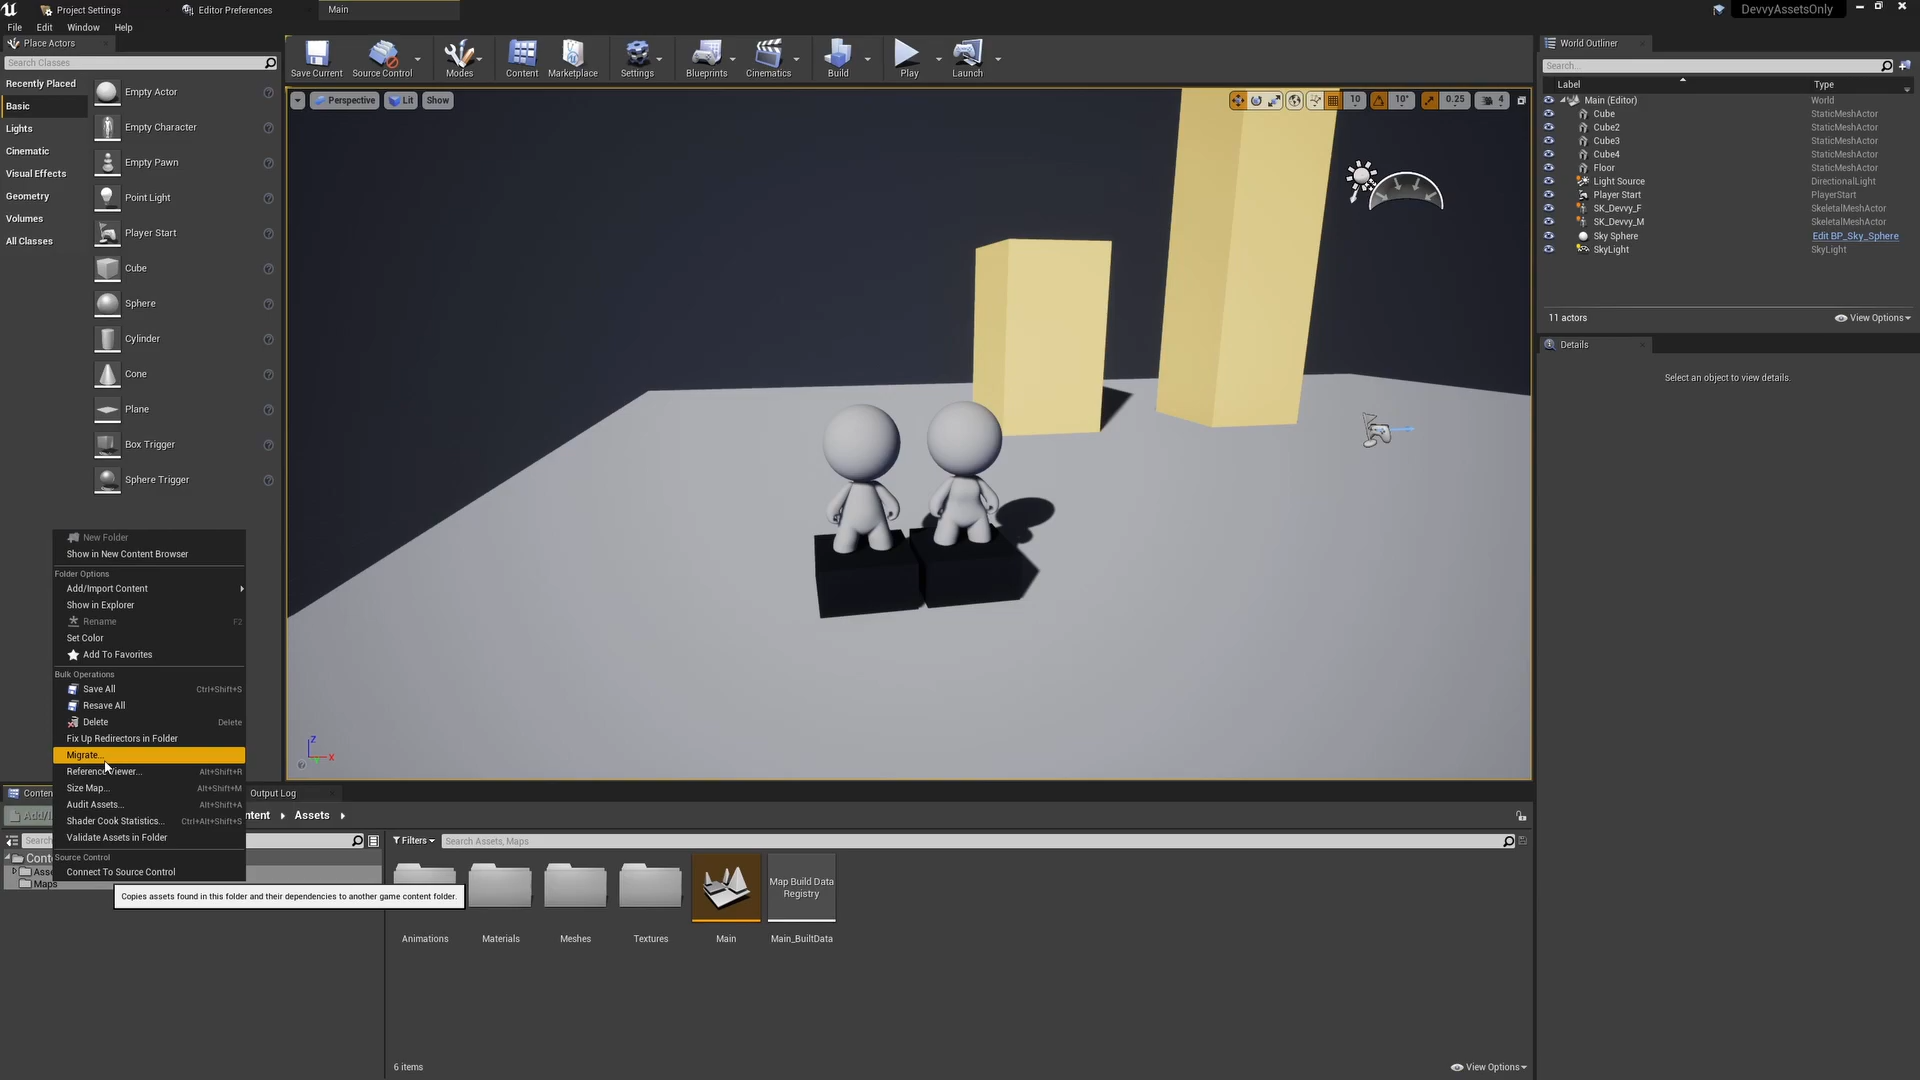 Project Settings
Editor Preferences
Main
DevvyAssetsOnly
File Edit Window Help
Place Actors
Search Classes
Recently Placed
Basic
Lights
Cinematic
Visual Effects
Geometry
Volumes
All Classes
Empty Actor
Empty Character
Empty Pawn
Point Light
Player Start
Cube
Sphere
Cylinder
Cone
Plane
Box Trigger
Sphere Trigger
Save Current
Source Control
Modes
Content
Marketplace
Settings
Blueprints
Cinematics
Build
Play
Launch
Perspective
Lit
Show
10
10°
0.25
4
Z
X
World Outliner
Search...
Label Type
Main (Editor) World
Cube StaticMeshActor
Cube2 StaticMeshActor
Cube3 StaticMeshActor
Cube4 StaticMeshActor
Floor StaticMeshActor
Light Source DirectionalLight
Player Start PlayerStart
SK_Devvy_F SkeletalMeshActor
SK_Devvy_M SkeletalMeshActor
Sky Sphere Edit BP_Sky_Sphere
SkyLight SkyLight
11 actors
View Options
Details
Select an object to view details.
New Folder
Show in New Content Browser
Folder Options
Add/Import Content
Show in Explorer
Rename F2
Set Color
Add To Favorites
Bulk Operations
Save All Ctrl+Shift+S
Resave All
Delete Delete
Fix Up Redirectors in Folder
Migrate...
Reference Viewer... Alt+Shift+R
Size Map... Alt+Shift+M
Audit Assets... Alt+Shift+A
Shader Cook Statistics... Ctrl+Alt+Shift+S
Validate Assets in Folder
Source Control
Connect To Source Control
Copies assets found in this folder and their dependencies to another game content folder.
Conten
Output Log
Add/I
ntent
Assets
Search
Cont
Asse
Maps
Filters
Search Assets, Maps
Map Build Data
Registry
Animations
Materials
Meshes
Textures
Main
Main_BuiltData
6 items
View Options